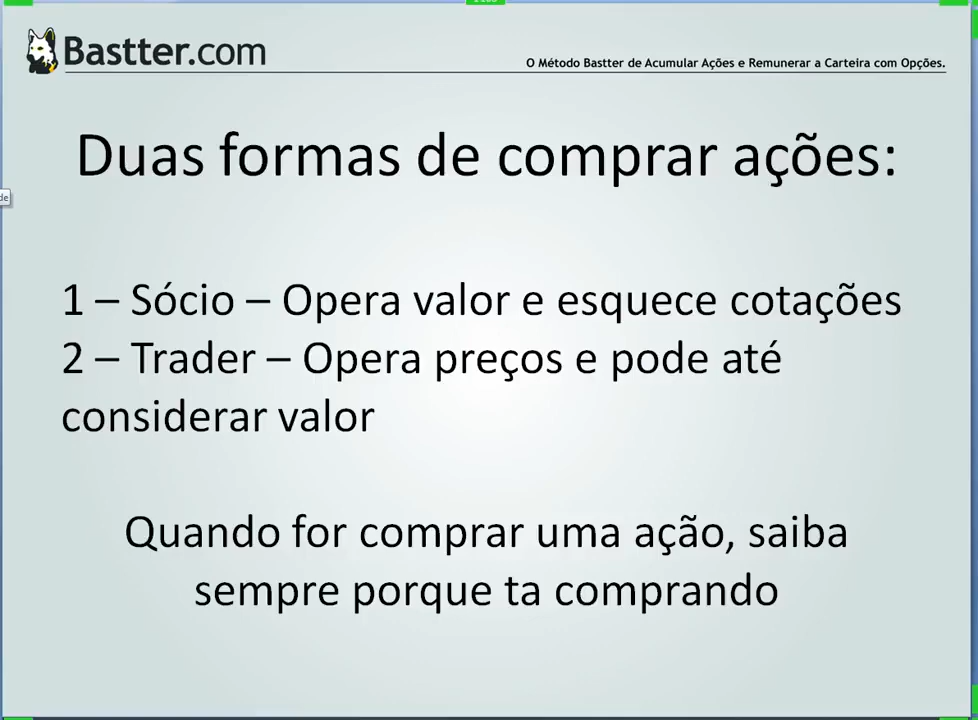 Bastter.com
O Método Bastter de Acumular Ações e Remunerar a Carteira com Opções.
Duas formas de comprar ações:
de
1 – Sócio – Opera valor e esquece cotações
2 – Trader – Opera preços e pode até
considerar valor
Quando for comprar uma ação, saiba
sempre porque ta comprando